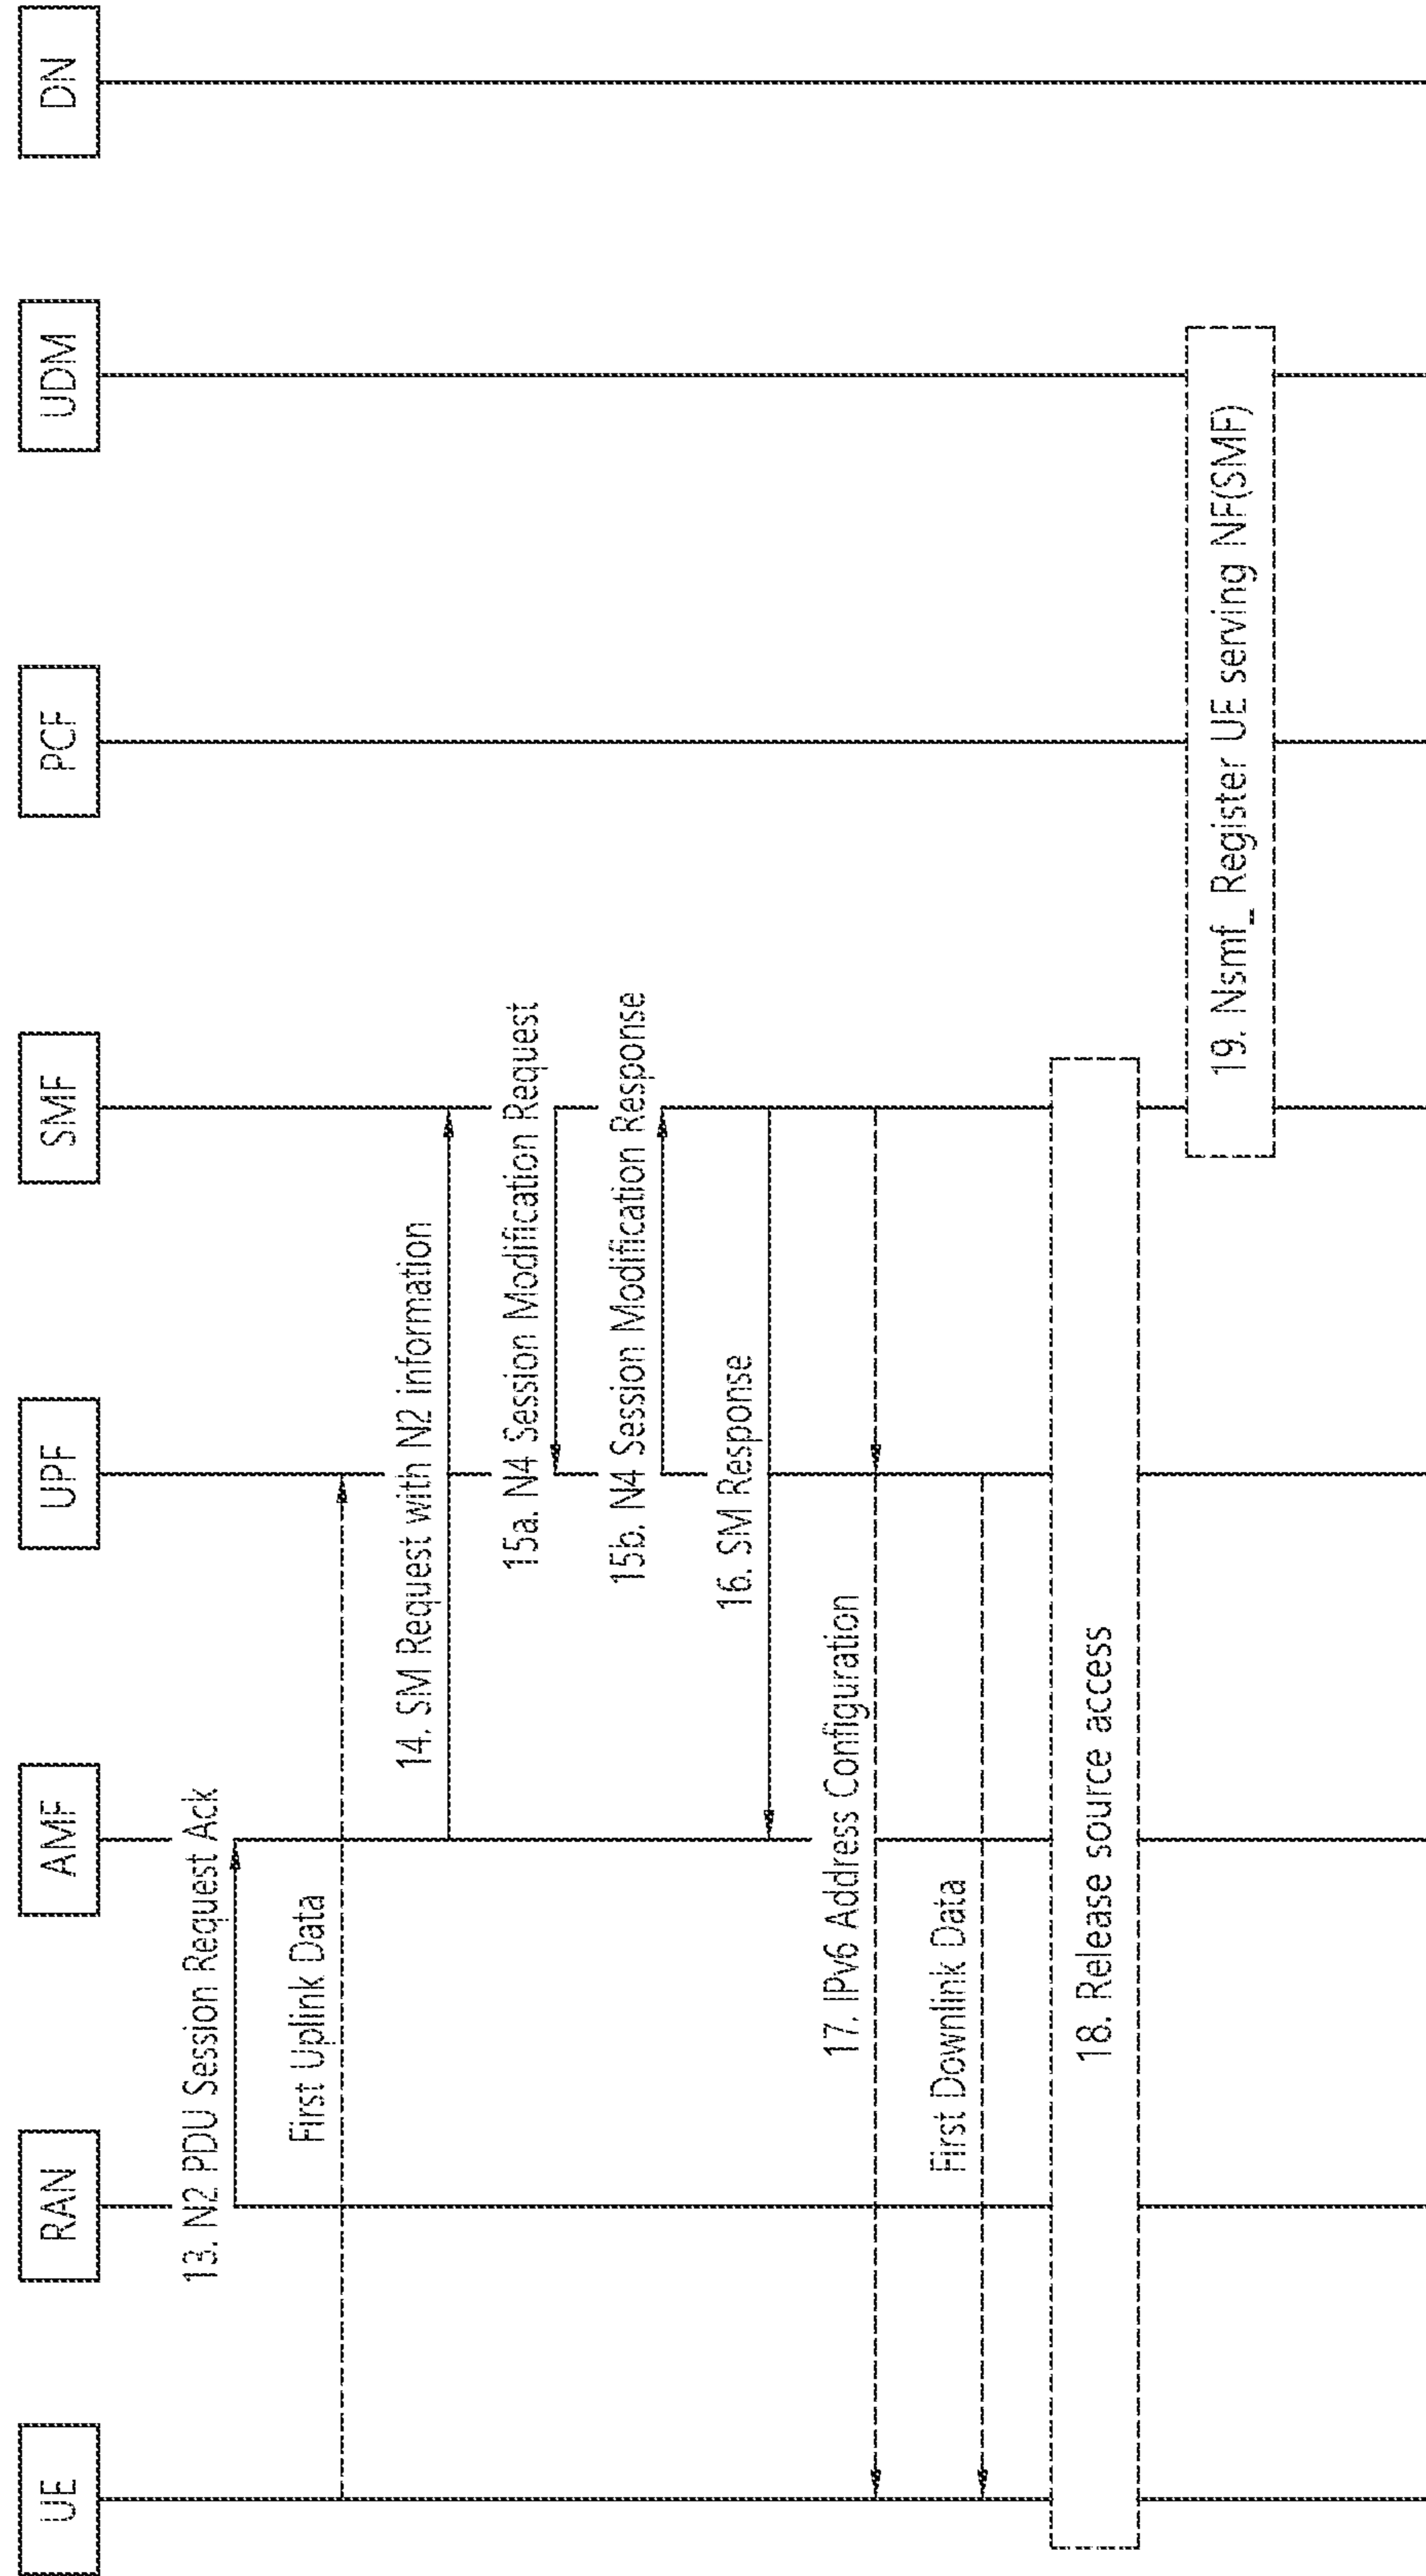 UE
RAN
AMF
UPF
SMF
PCF
UDM
DN
13. N2 PDU Session Request Ack
First Uplink Data
14. SM Request with N2 information
15a. N4 Session Modification Request
15b. N4 Session Modification Response
16. SM Response
17. IPv6 Address Configuration
First Downlink Data
18. Release source access
19. Nsmf_ Register UE serving NF(SMF)